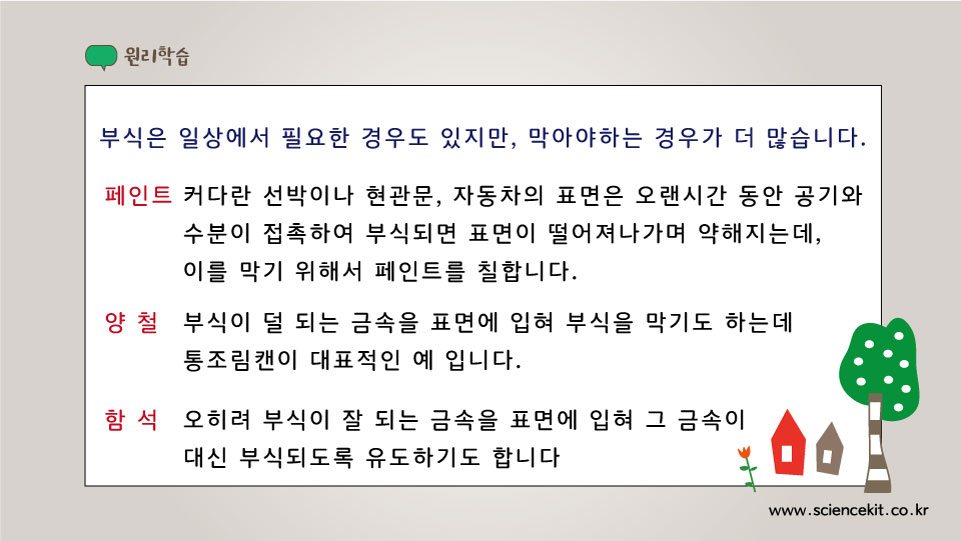 원리학습
부식은 일상에서 필요한 경우도 있지만, 막아야하는 경우가 더 많습니다.
페인트 커다란 선박이나 현관문, 자동차의 표면은 오랜시간 동안 공기와
수분이 접촉하여 부식되면 표면이 떨어져나가며 약해지는데,
이를 막기 위해서 페인트를 칠합니다.
양 철 부식이 덜 되는 금속을 표면에 입혀 부식을 막기도 하는데
통조림캔이 대표적인 예 입니다.
함 석 오히려 부식이 잘 되는 금속을 표면에 입혀 그 금속이
대신 부식되도록 유도하기도 합니다
www.sciencekit.co.kr